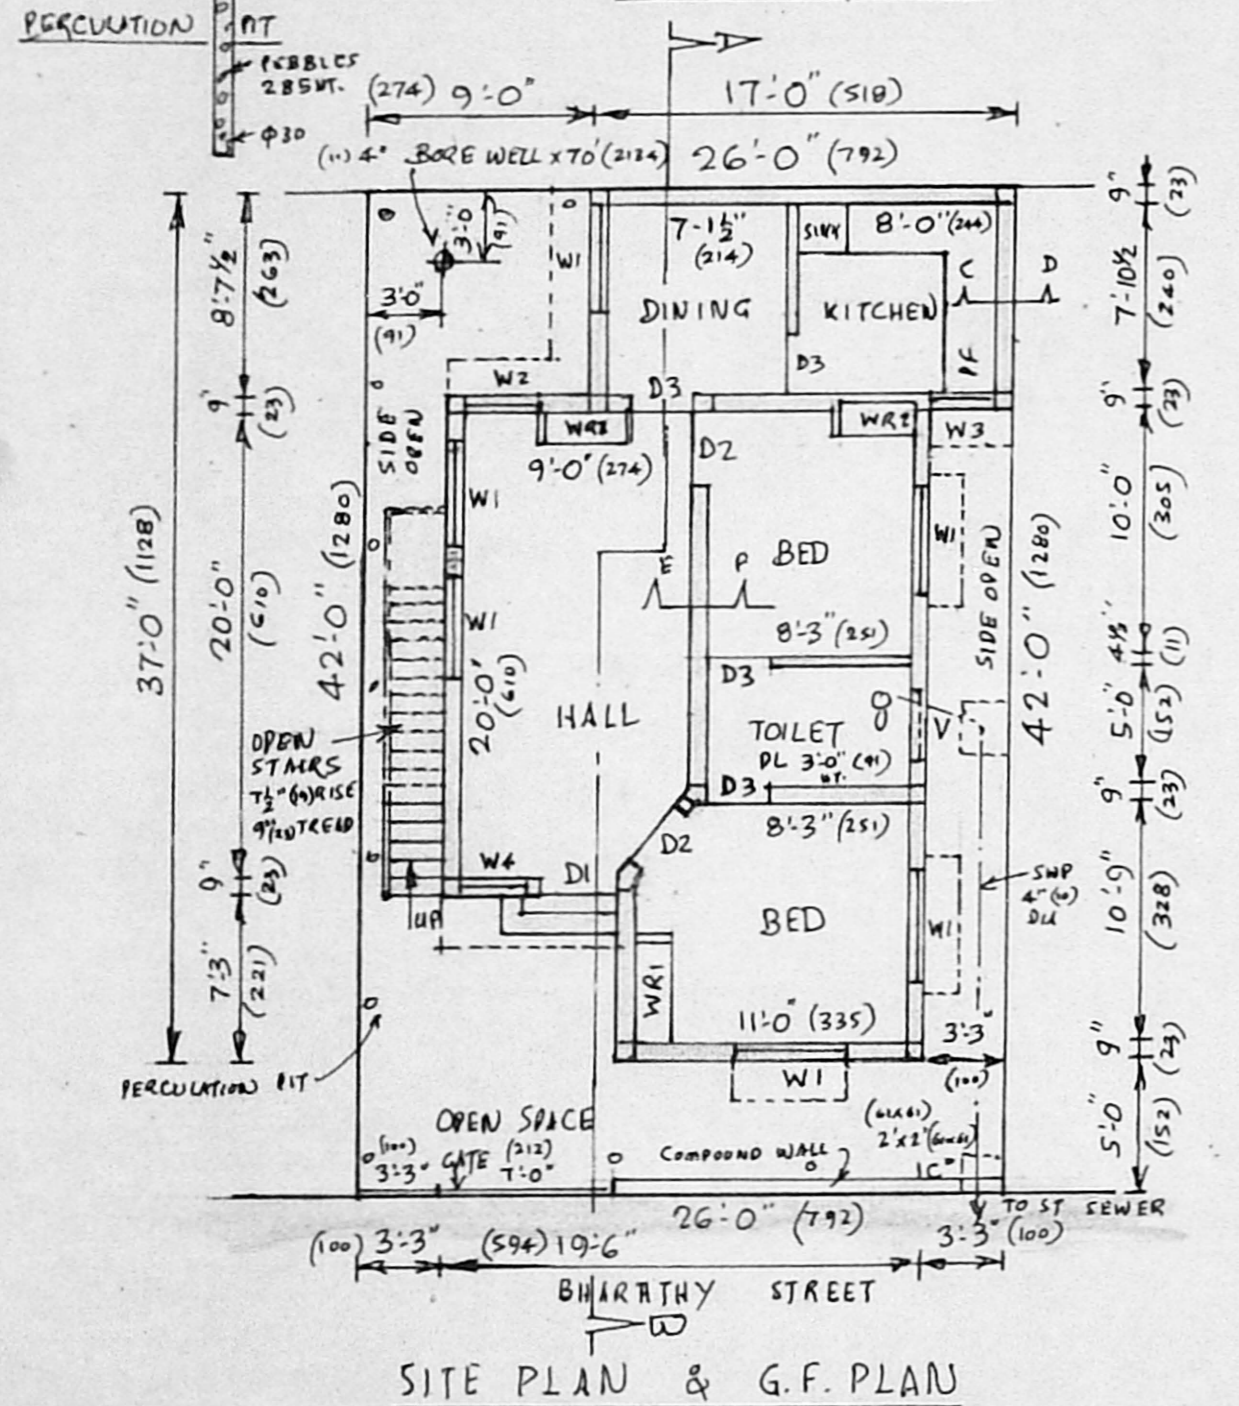 PERCULATION PIT
PEBBLES
285MT.
Φ30
(274) 9'-0"
17'-0" (518)
A
4" BORE WELL x 70' (2134)
26'-0" (792)
9" (23)
8'-7½" (263)
3'-0" (91)
3'-0" (91)
W1
7'-1½" (214)
SINK
8'-0" (244)
DINING
KITCHEN
C
D
7'-10½" (240)
D3
PF
W2
D3
9" (23)
WR2
W3
9" (23)
SIDE OPEN
9'-0" (274)
D2
W1
W1
10'-0" (305)
37'-0" (1128)
20'-0" (610)
42'-0" (1280)
BED
SIDE OPEN
42'-0" (1280)
E
F
W1
8'-3" (251)
4½" (11)
D3
20'-0" (610)
HALL
TOILET
V
5'-0" (152)
OPEN
STAIRS
7½" (19) RISE
9" (23) TREAD
DL 3'-0" (91)
HT.
D3
9" (23)
8'-3" (251)
D2
W4
D1
9" (23)
UP
SWP
4" (10)
DIA
BED
W1
10'-9" (328)
7'-3" (221)
WR1
11'-0" (335)
3'-3"
(100)
9" (23)
PERCULATION PIT
W1
OPEN SPACE
(100)
3'-3"
GATE
(212)
7'-0"
COMPOUND WALL
(61x61)
2'x2' (61x61)
IC
5'-0" (152)
TO ST SEWER
26'-0" (792)
(100) 3'-3"
(594) 19'-6"
3'-3" (100)
BHARATHY STREET
B
SITE PLAN & G.F. PLAN